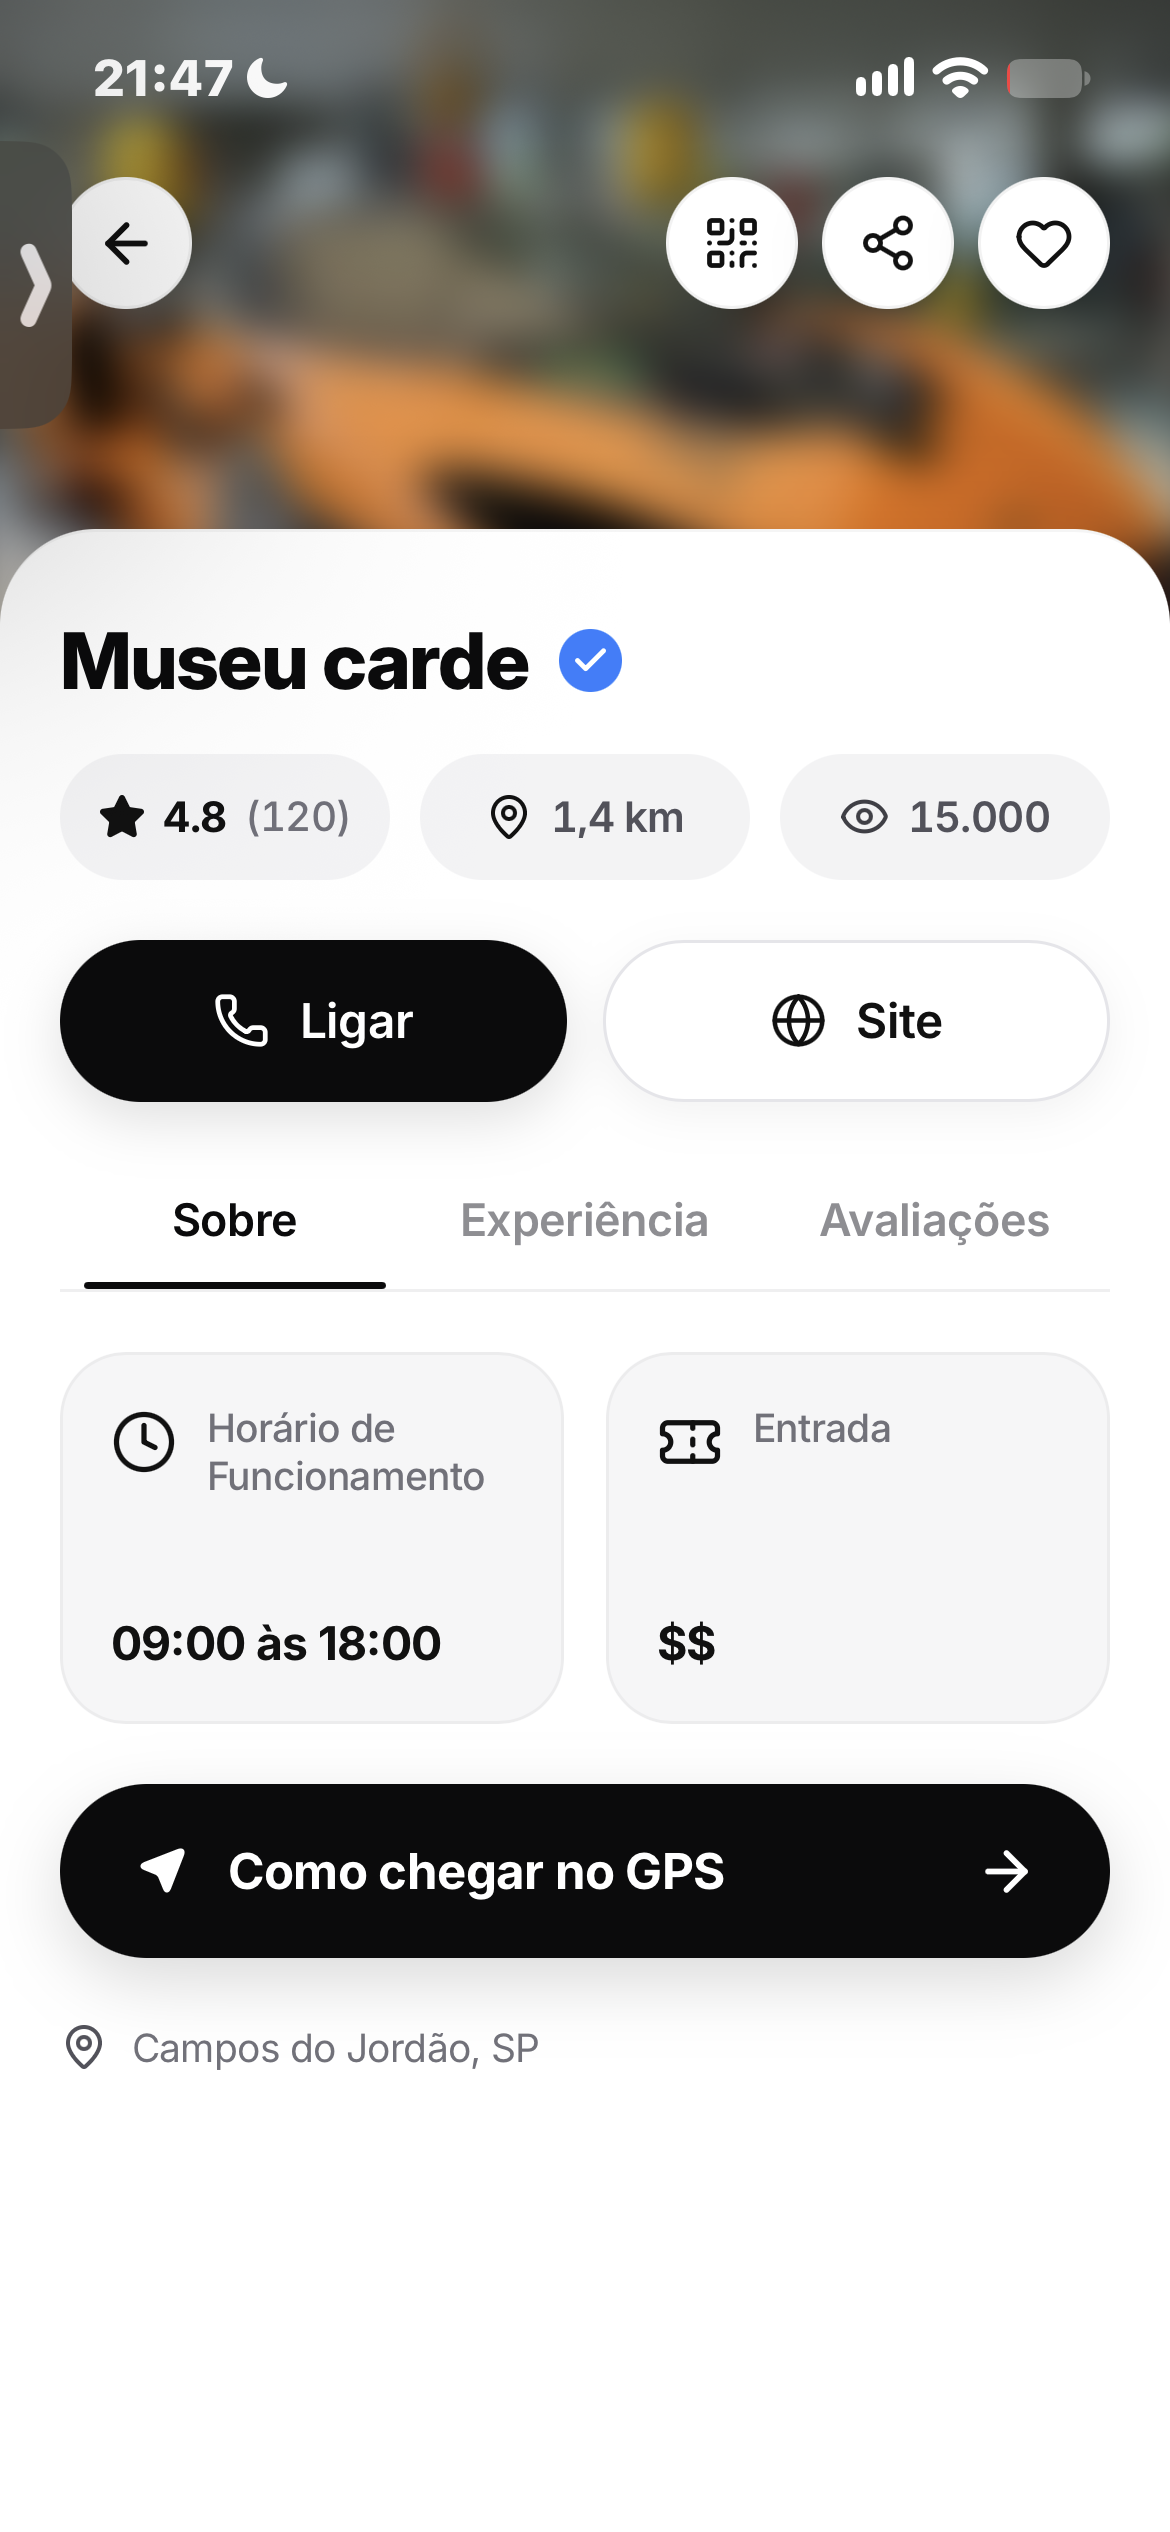 21:47
Museu carde
4.8 (120)
1,4 km
15.000
Ligar
Site
Sobre
Experiência
Avaliações
Horário de
Funcionamento
09:00 às 18:00
Entrada
$$
Como chegar no GPS
Campos do Jordão, SP